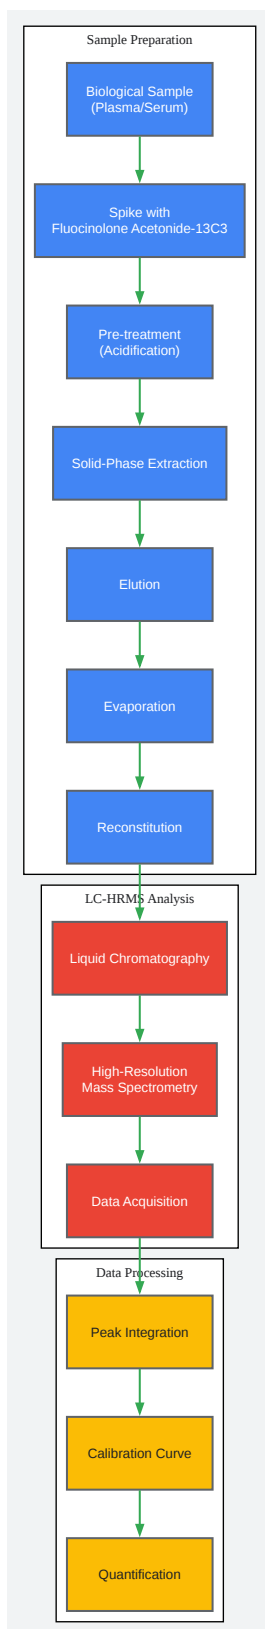 Sample Preparation
Biological Sample
(Plasma/Serum)
Spike with
Fluocinolone Acetonide-13C3
Pre-treatment
(Acidification)
Solid-Phase Extraction
Elution
Evaporation
Reconstitution
LC-HRMS Analysis
Liquid Chromatography
High-Resolution
Mass Spectrometry
Data Acquisition
Data Processing
Peak Integration
Calibration Curve
Quantification